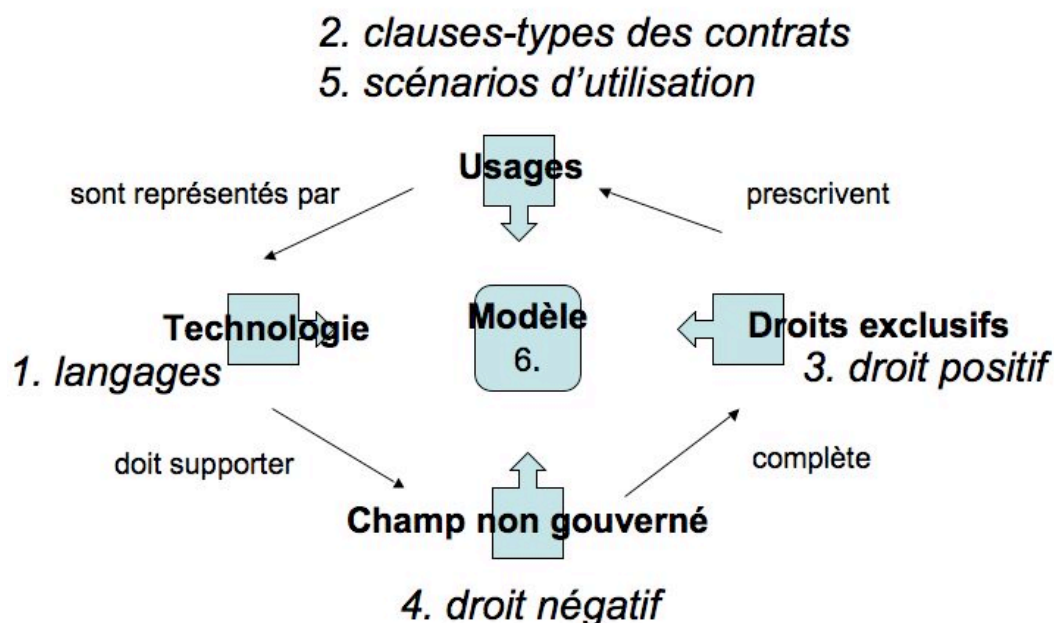 2. clauses-types des contrats
5. scénarios d'utilisation
Usages
sont représentés par
prescrivent
Technologie
Modèle
Droits exclusifs
1. langages
6.
3. droit positif
doit supporter
complète
Champ non gouverné
4. droit négatif